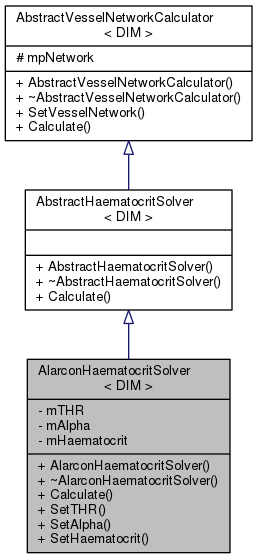 AbstractVesselNetworkCalculator
< DIM >
# mpNetwork
+ AbstractVesselNetworkCalculator()
+ ~AbstractVesselNetworkCalculator()
+ SetVesselNetwork()
+ Calculate()
AbstractHaematocritSolver
< DIM >
+ AbstractHaematocritSolver()
+ ~AbstractHaematocritSolver()
+ Calculate()
AlarconHaematocritSolver
< DIM >
- mTHR
- mAlpha
- mHaematocrit
+ AlarconHaematocritSolver()
+ ~AlarconHaematocritSolver()
+ Calculate()
+ SetTHR()
+ SetAlpha()
+ SetHaematocrit()